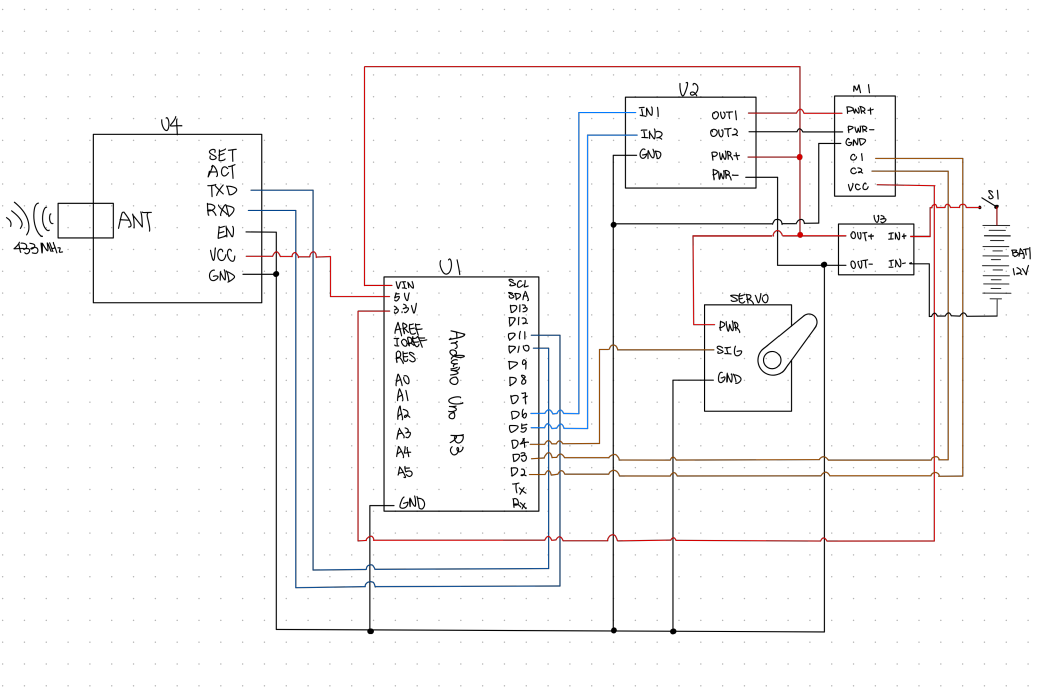 U4
SET
ACT
TXD
RXD
EN
VCC
GND
ANT
433 MHz
U1
VIN
5V
3.3V
AREF
IOREF
RES
A0
A1
A2
A3
A4
A5
GND
Arduino Uno R3
SCL
SDA
D13
D12
D11
D10
D9
D8
D7
D6
D5
D4
D3
D2
Tx
Rx
U2
IN1
IN2
GND
OUT1
OUT2
PWR+
PWR-
M1
PWR+
PWR-
GND
C1
C2
VCC
U3
OUT+ IN+
OUT- IN-
S1
BAT1
12V
SERVO
PWR
SIG
GND